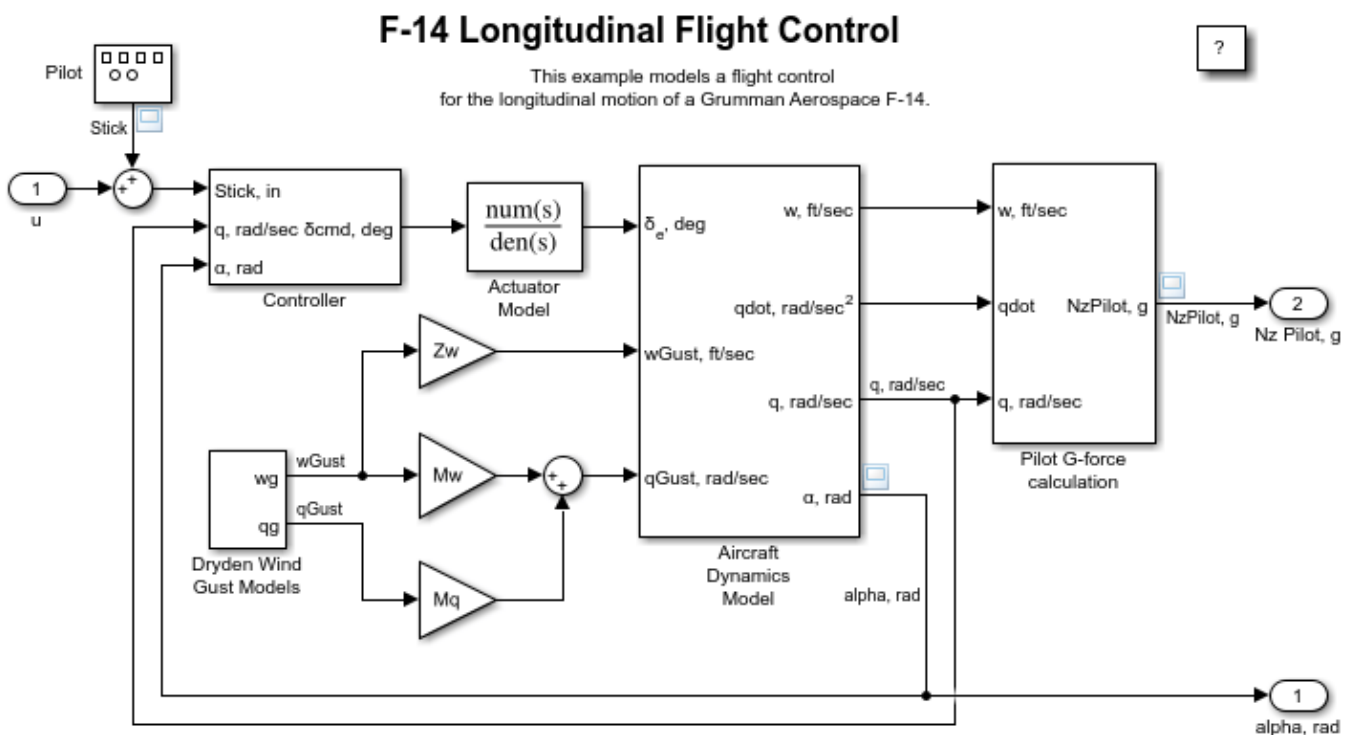 F-14 Longitudinal Flight Control
?
This example models a flight control
for the longitudinal motion of a Grumman Aerospace F-14.
Pilot
Stick
1
u
+
+
Stick, in
q, rad/sec δcmd, deg
α, rad
Controller
num(s)
den(s)
Actuator
Model
δe, deg
wGust, ft/sec
qGust, rad/sec
w, ft/sec
qdot, rad/sec²
q, rad/sec
α, rad
Aircraft
Dynamics
Model
q, rad/sec
w, ft/sec
qdot
q, rad/sec
NzPilot, g
Pilot G-force
calculation
NzPilot, g
2
Nz Pilot, g
Zw
Mw
Mq
+
+
wg
qg
wGust
qGust
Dryden Wind
Gust Models
alpha, rad
1
alpha, rad